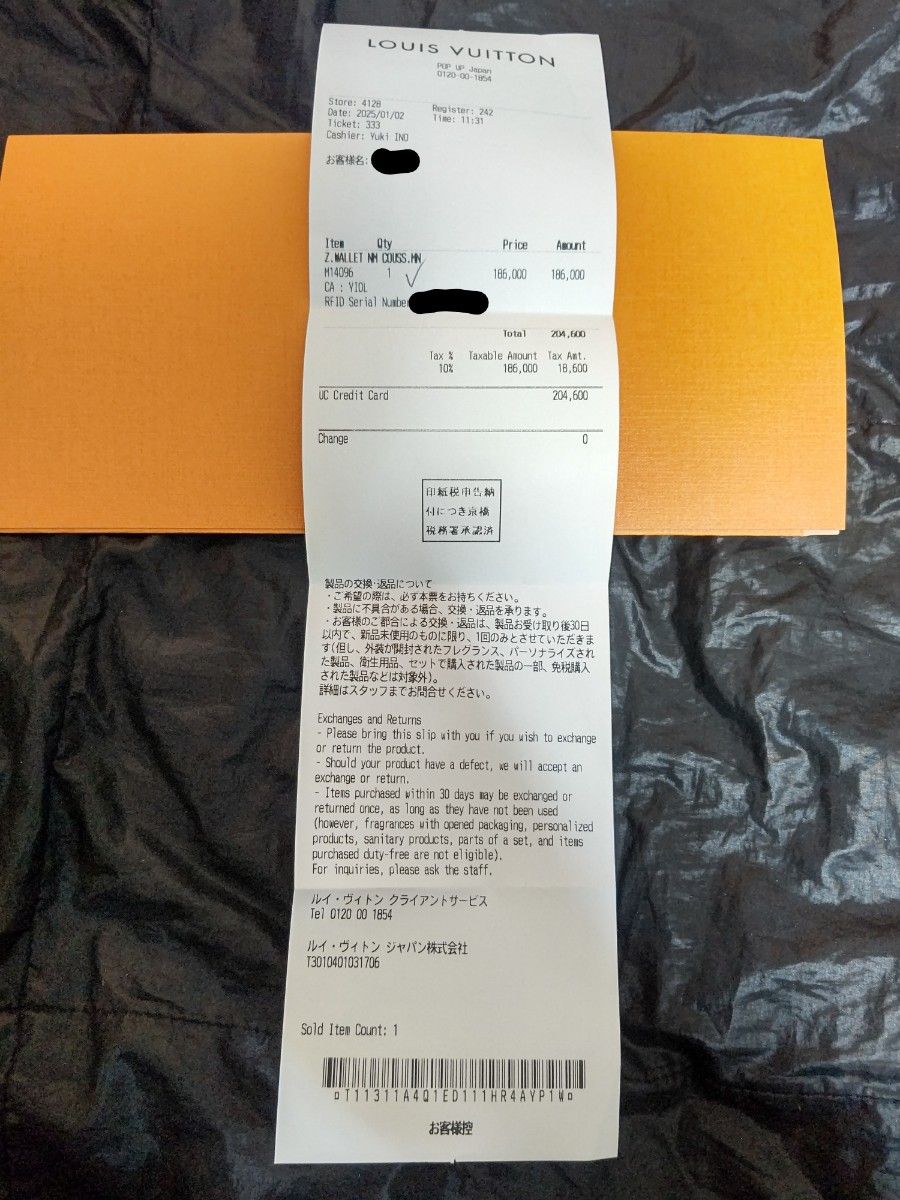 LOUIS VUITTON
POP UP Japan
0120-00-1854
Store: 4128 Register: 242
Date: 2025/01/02 Time: 11:31
Ticket: 333
Cashier: Yuki INO
お客様名:
Item Qty Price Amount
Z.WALLET NM COUSS.MN
M14096 1 186,000 186,000
CA : YIOL
RFID Serial Number
Total 204,600
Tax % Taxable Amount Tax Amt.
10% 186,000 18,600
UC Credit Card 204,600
Change 0
印紙税申告納
付につき京橋
税務署承認済
製品の交換・返品について
・ご希望の際は、必ず本票をお持ちください。
・製品に不具合がある場合、交換・返品を承ります。
・お客様のご都合による交換・返品は、製品お受け取り後30日
以内で、新品未使用のものに限り、1回のみとさせていただきま
す(但し、外装が開封されたフレグランス、パーソナライズされ
た製品、衛生用品、セットで購入された製品の一部、免税購入
された製品などは対象外)。
詳細はスタッフまでお問合せください。
Exchanges and Returns
- Please bring this slip with you if you wish to exchange
or return the product.
- Should your product have a defect, we will accept an
exchange or return.
- Items purchased within 30 days may be exchanged or
returned once, as long as they have not been used
(however, fragrances with opened packaging, personalized
products, sanitary products, parts of a set, and items
purchased duty-free are not eligible).
For inquiries, please ask the staff.
ルイ・ヴィトン クライアントサービス
Tel 0120 00 1854
ルイ・ヴィトン ジャパン株式会社
T3010401031706
Sold Item Count: 1
¤T11311A4Q1ED111HR4AYP1W¤
お客様控